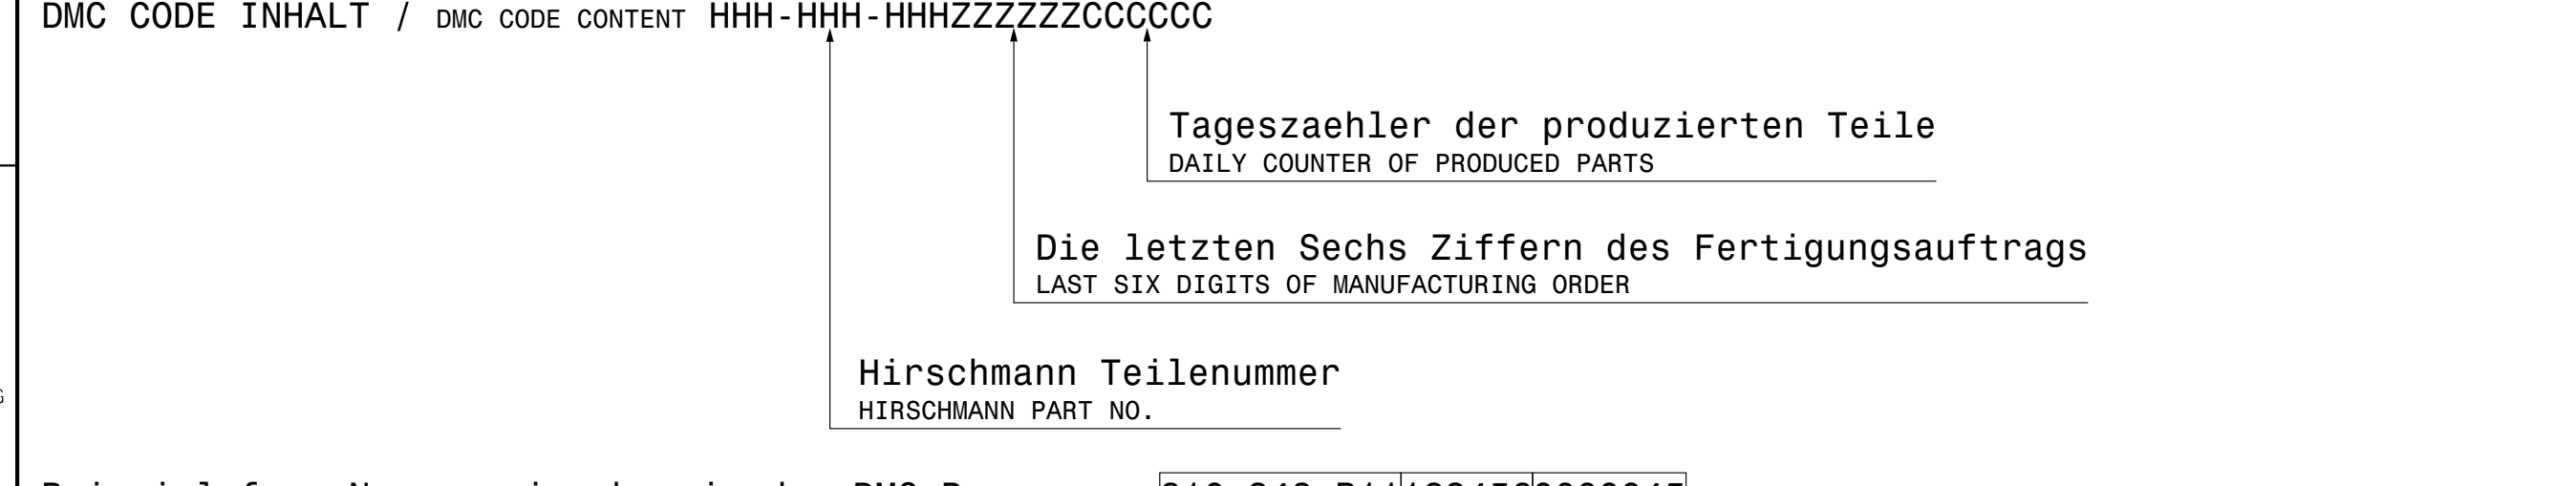 DMC CODE INHALT / DMC CODE CONTENT HHH-HHH-HHHZZZZZZCCCCCC
Tageszaehler der produzierten Teile
DAILY COUNTER OF PRODUCED PARTS
Die letzten Sechs Ziffern des Fertigungsauftrags
LAST SIX DIGITS OF MANUFACTURING ORDER
Hirschmann Teilenummer
HIRSCHMANN PART NO.